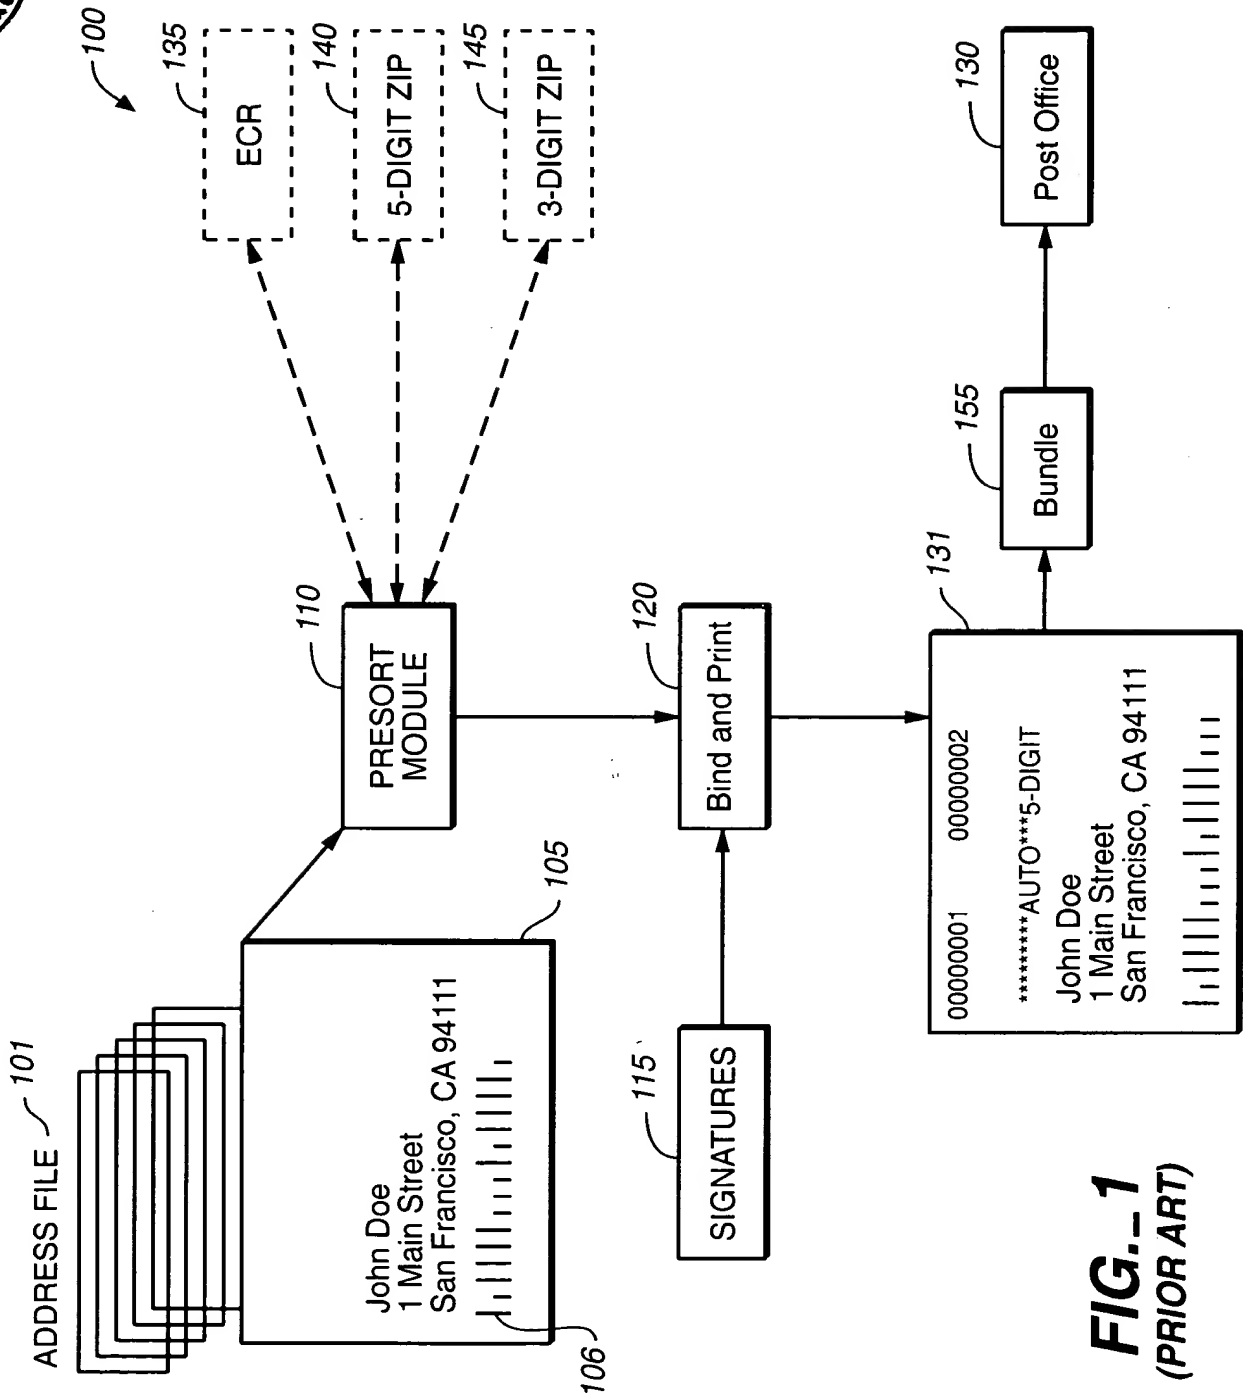 100
ADDRESS FILE 101
John Doe
1 Main Street
San Francisco, CA 94111
106
105
PRESORT
MODULE
110
ECR
135
5-DIGIT ZIP
140
3-DIGIT ZIP
145
SIGNATURES
115
Bind and Print
120
00000001 00000002
*********AUTO***5-DIGIT
John Doe
1 Main Street
San Francisco, CA 94111
131
Bundle
155
Post Office
130
FIG._1
(PRIOR ART)